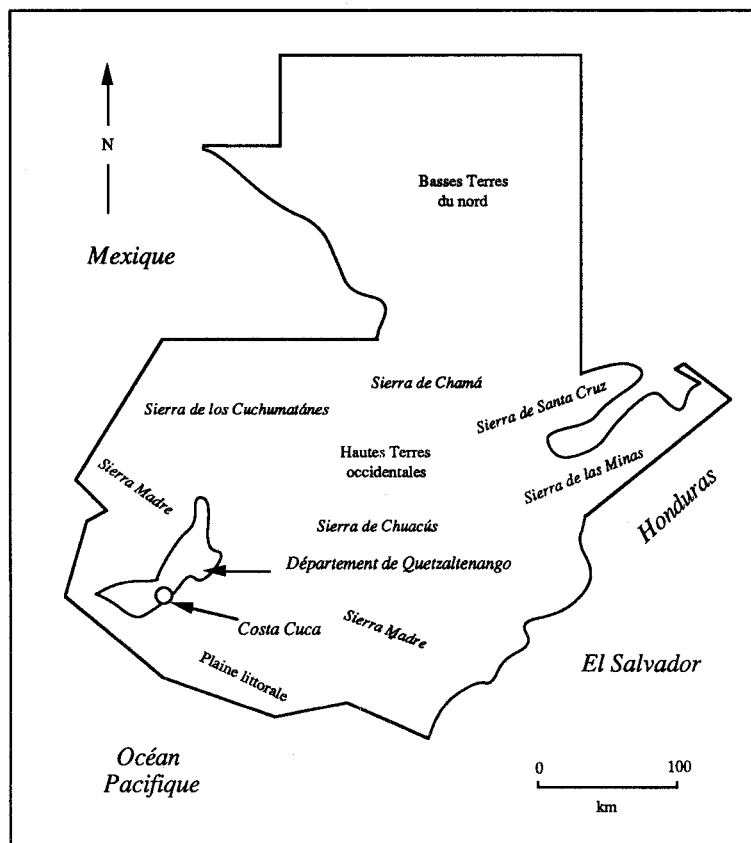 N
Basses Terres
du nord
Mexique
Sierra de Chamá
Sierra de Santa Cruz
Sierra de los Cuchumatánes
Hautes Terres
occidentales
Sierra de las Minas
Sierra Madre
Honduras
Sierra de Chuacús
Département de Quetzaltenango
Costa Cuca
Sierra Madre
El Salvador
Plaine littorale
Océan
Pacifique
0 100
km